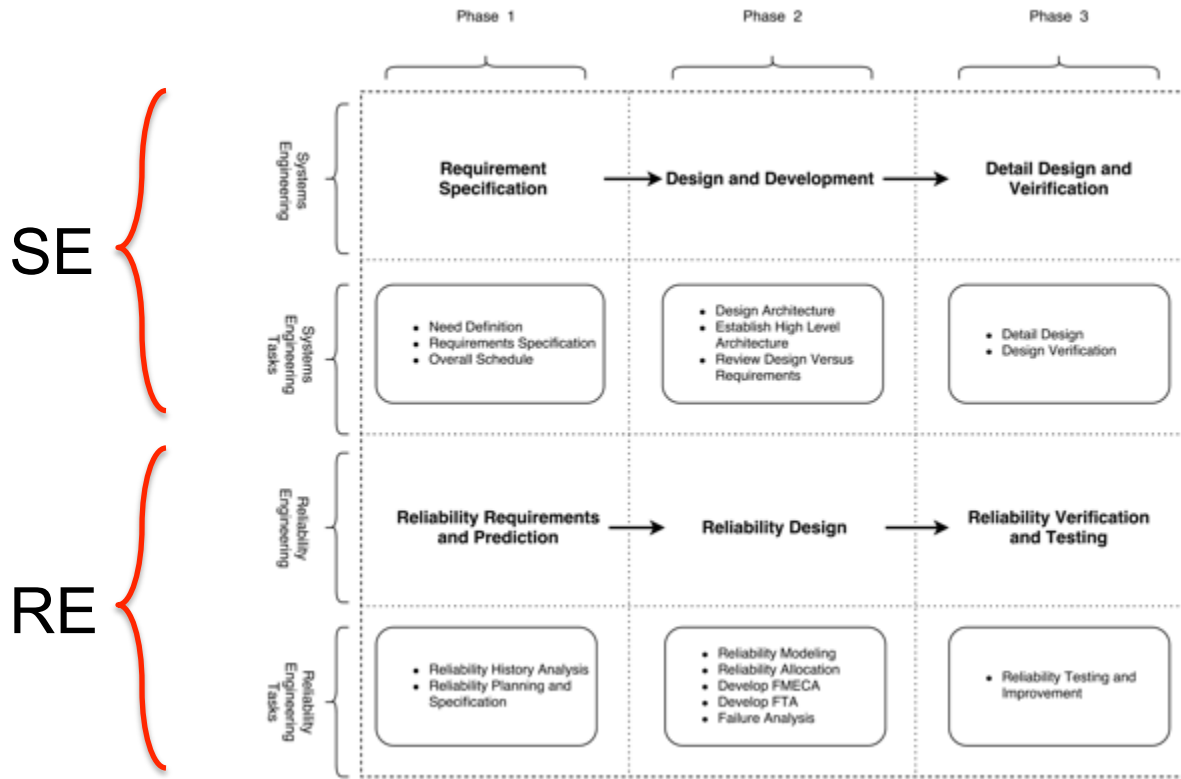 Phase 1
Phase 2
Phase 3
SE
Systems
Engineering
Requirement
Specification
Design and Development
Detail Design and
Veirification
Systems
Engineering
Tasks
• Need Definition
• Requirements Specification
• Overall Schedule
• Design Architecture
• Establish High Level
Architecture
• Review Design Versus
Requirements
• Detail Design
• Design Verification
RE
Reliability
Engineering
Reliability Requirements
and Prediction
Reliability Design
Reliability Verification
and Testing
Reliability
Engineering
Tasks
• Reliability History Analysis
• Reliability Planning and
Specification
• Reliability Modeling
• Reliability Allocation
• Develop FMECA
• Develop FTA
• Failure Analysis
• Reliability Testing and
Improvement